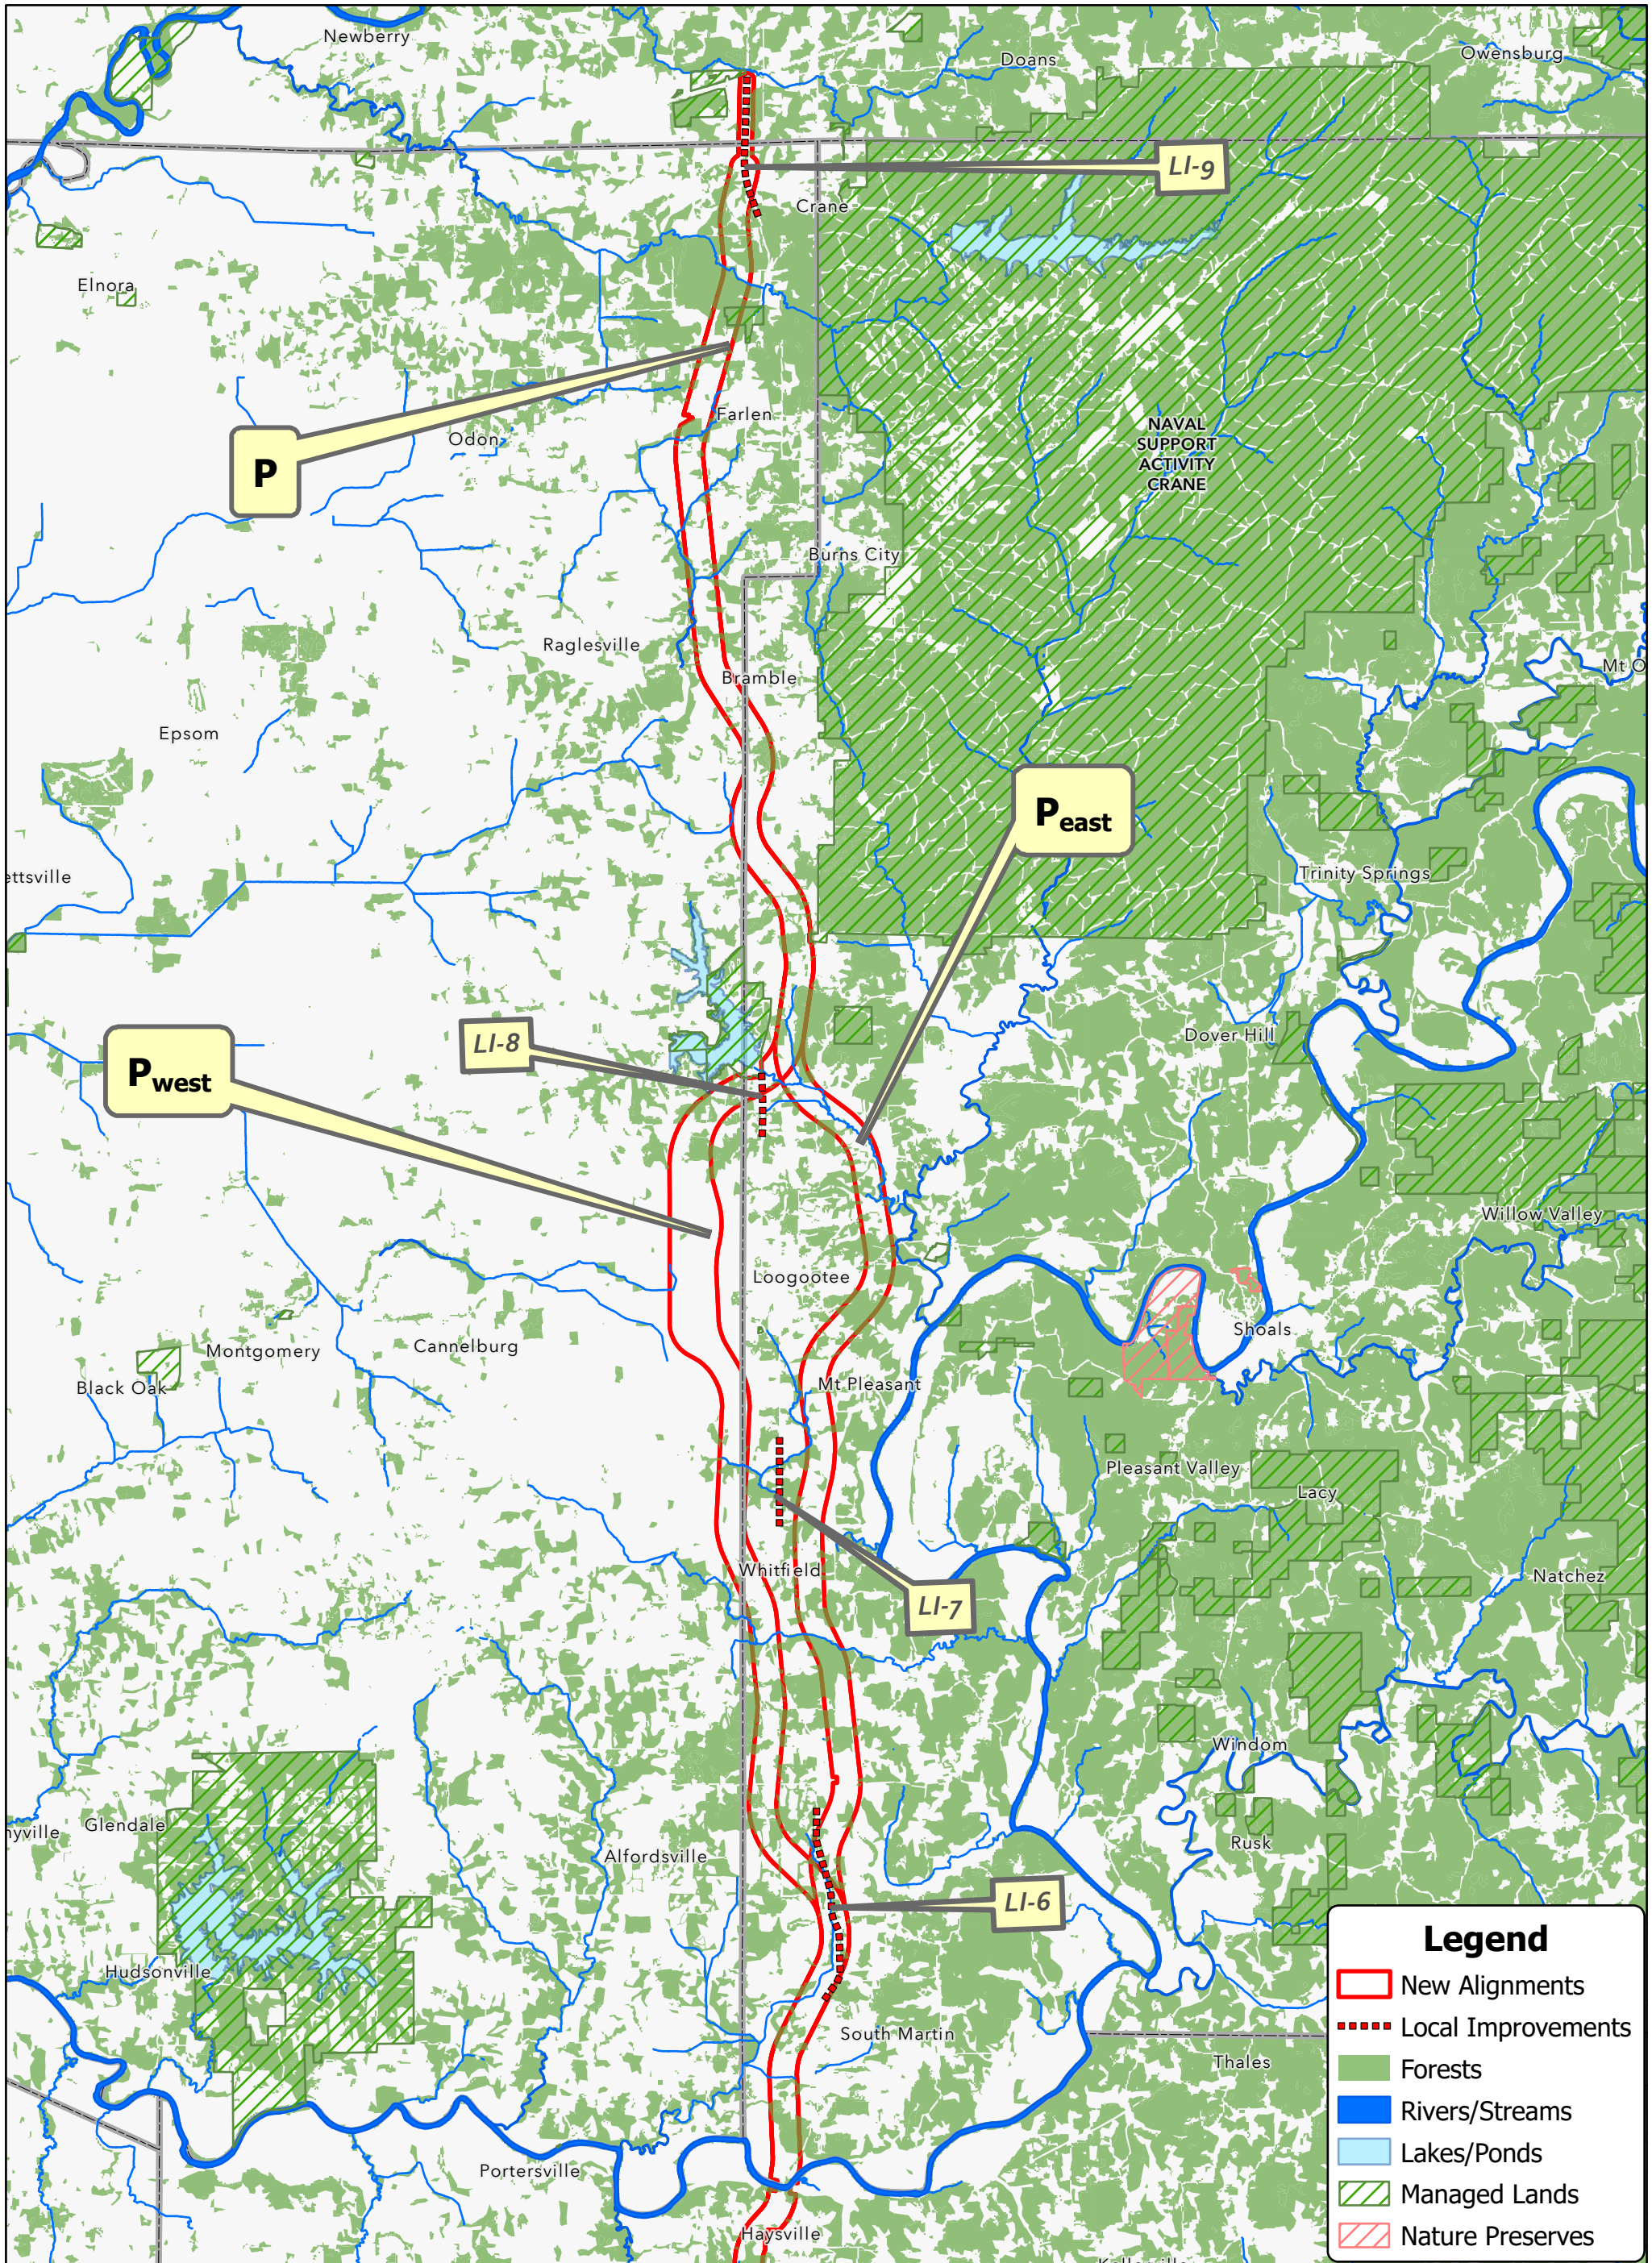 Newberry
Doans
Owensburg
LI-9
Crane
Elnora
P
Farlen
Odon
NAVAL
SUPPORT
ACTIVITY
CRANE
Burns City
Raglesville
Bramble
Mt O
Epsom
Peast
ettsville
Trinity Springs
Dover Hill
LI-8
Pwest
Willow Valley
Loogootee
Shoals
Montgomery
Cannelburg
Black Oak
Mt Pleasant
Pleasant Valley
Lacy
Whitfield
Natchez
LI-7
Windom
Glendale
nyville
Rusk
Alfordsville
LI-6
Hudsonville
South Martin
Thales
Portersville
Haysville
Legend
New Alignments
Local Improvements
Forests
Rivers/Streams
Lakes/Ponds
Managed Lands
Nature Preserves